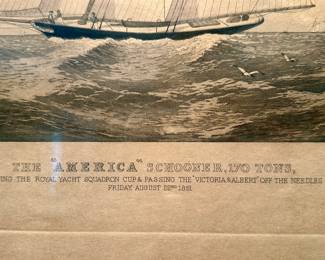 THE "AMERICA" SCHOONER, 170 TONS,
ING THE ROYAL YACHT SQUADRON CUP & PASSING THE "VICTORIA & ALBERT" OFF THE NEEDLES
FRIDAY, AUGUST 22ND 1851